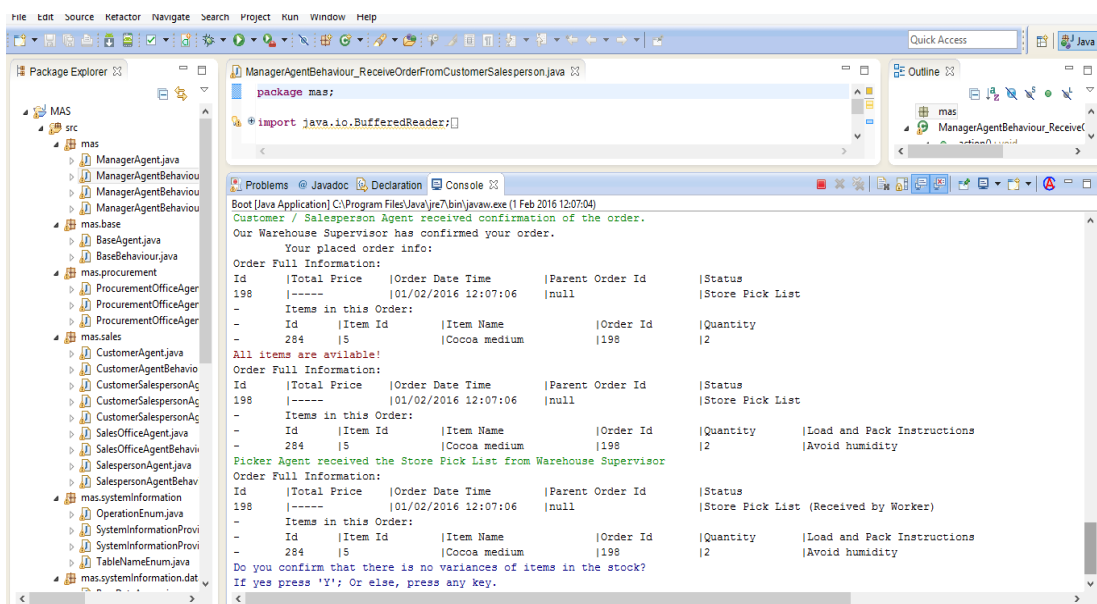 File Edit Source Refactor Navigate Search Project Run Window Help
Quick Access
Java
Package Explorer
MAS
src
mas
ManagerAgent.java
ManagerAgentBehaviou
ManagerAgentBehaviou
ManagerAgentBehaviou
mas.base
BaseAgent.java
BaseBehaviour.java
mas.procurement
ProcurementOfficeAgen
ProcurementOfficeAgen
ProcurementOfficeAgen
mas.sales
CustomerAgent.java
CustomerAgentBehavio
CustomerSalespersonAg
CustomerSalespersonAg
CustomerSalespersonAg
SalesOfficeAgent.java
SalesOfficeAgentBehavi
SalespersonAgent.java
SalespersonAgentBehav
mas.systemInformation
OperationEnum.java
SystemInformationProvi
SystemInformationProvi
TableNameEnum.java
mas.systemInformation.dat
ManagerAgentBehaviour_ReceiveOrderFromCustomerSalesperson.java
package mas;
import java.io.BufferedReader;
Outline
mas
ManagerAgentBehaviour_Receive
action() : void
Problems @ Javadoc Declaration Console
Boot [Java Application] C:\Program Files\Java\jre7\bin\javaw.exe (1 Feb 2016 12:07:04)
Customer / Salesperson Agent received confirmation of the order.
Our Warehouse Supervisor has confirmed your order.
Your placed order info:
Order Full Information:
Id |Total Price |Order Date Time |Parent Order Id |Status
198 |----- |01/02/2016 12:07:06 |null |Store Pick List
- Items in this Order:
- Id |Item Id |Item Name |Order Id |Quantity
- 284 |5 |Cocoa medium |198 |2
All items are avilable!
Order Full Information:
Id |Total Price |Order Date Time |Parent Order Id |Status
198 |----- |01/02/2016 12:07:06 |null |Store Pick List
- Items in this Order:
- Id |Item Id |Item Name |Order Id |Quantity |Load and Pack Instructions
- 284 |5 |Cocoa medium |198 |2 |Avoid humidity
Picker Agent received the Store Pick List from Warehouse Supervisor
Order Full Information:
Id |Total Price |Order Date Time |Parent Order Id |Status
198 |----- |01/02/2016 12:07:06 |null |Store Pick List (Received by Worker)
- Items in this Order:
- Id |Item Id |Item Name |Order Id |Quantity |Load and Pack Instructions
- 284 |5 |Cocoa medium |198 |2 |Avoid humidity
Do you confirm that there is no variances of items in the stock?
If yes press 'Y'; Or else, press any key.